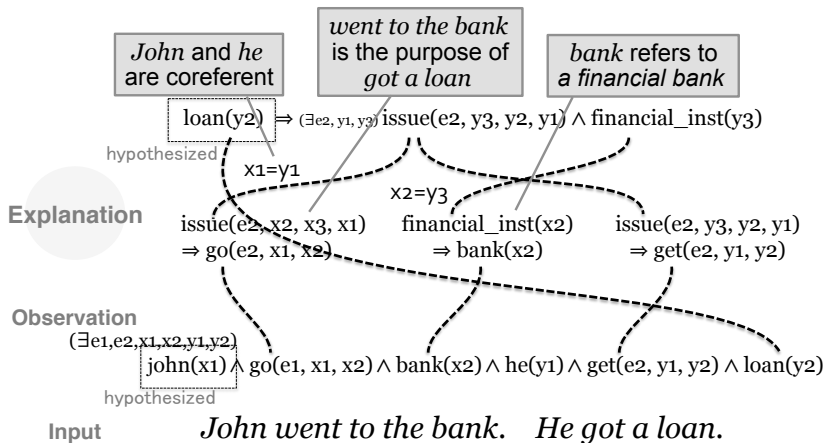 John and he
are coreferent
went to the bank
is the purpose of
got a loan
bank refers to
a financial bank
loan(y2) ⇒ (∃e2, y1, y3) issue(e2, y3, y2, y1) ∧ financial_inst(y3)
hypothesized
x1=y1
x2=y3
Explanation
issue(e2, x2, x3, x1)
⇒ go(e2, x1, x2)
financial_inst(x2)
⇒ bank(x2)
issue(e2, y3, y2, y1)
⇒ get(e2, y1, y2)
Observation
(∃e1,e2,x1,x2,y1,y2)
john(x1) ∧ go(e1, x1, x2) ∧ bank(x2) ∧ he(y1) ∧ get(e2, y1, y2) ∧ loan(y2)
hypothesized
Input
John went to the bank. He got a loan.